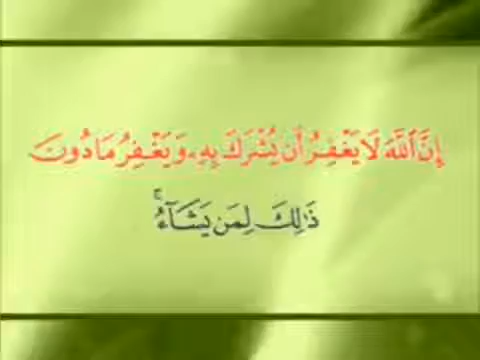 إِنَّ ٱللَّهَ لَا يَغْفِرُ أَن يُشْرَكَ بِهِۦ وَيَغْفِرُ مَا دُونَ
ذَٰلِكَ لِمَن يَشَآءُۚ